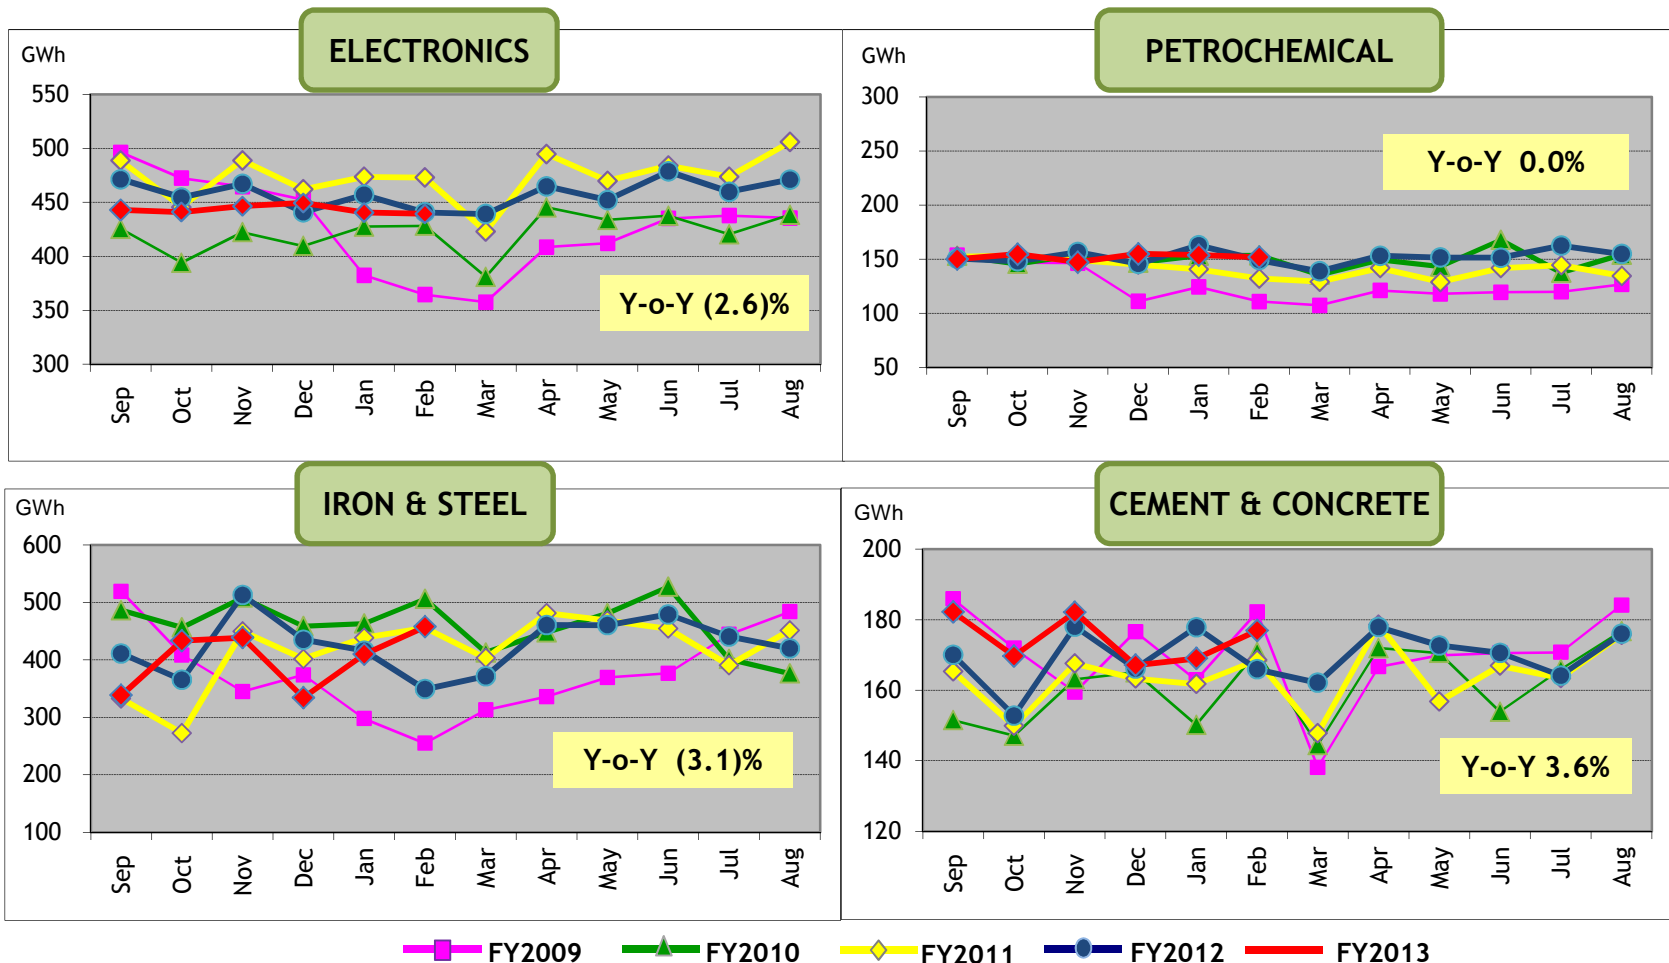 ELECTRONICS
GWh
550
500
450
400
350
300
Y-o-Y (2.6)%
Sep Oct Nov Dec Jan Feb Mar Apr May Jun Jul Aug
PETROCHEMICAL
GWh
300
250
200
150
100
50
Y-o-Y 0.0%
Sep Oct Nov Dec Jan Feb Mar Apr May Jun Jul Aug
IRON & STEEL
GWh
600
500
400
300
200
100
Y-o-Y (3.1)%
Sep Oct Nov Dec Jan Feb Mar Apr May Jun Jul Aug
CEMENT & CONCRETE
GWh
200
180
160
140
120
Y-o-Y 3.6%
Sep Oct Nov Dec Jan Feb Mar Apr May Jun Jul Aug
FY2009 FY2010 FY2011 FY2012 FY2013